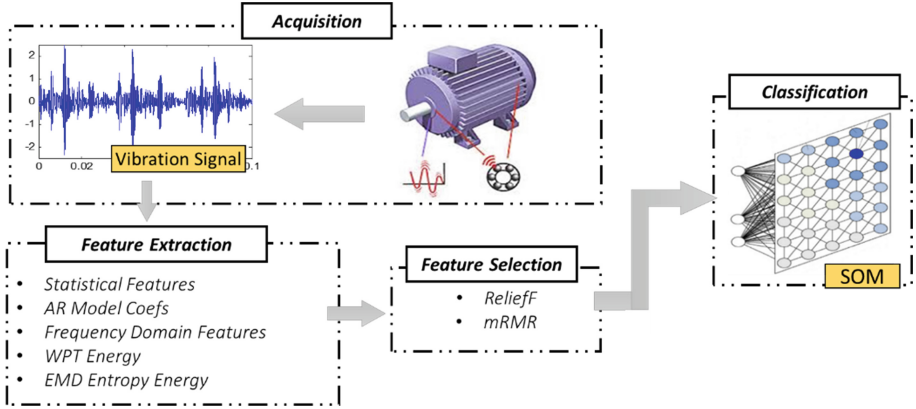 Acquisition
2
1
0
-1
-2
0
0.02
0.1
Vibration Signal
Feature Extraction
• Statistical Features
• AR Model Coefs
• Frequency Domain Features
• WPT Energy
• EMD Entropy Energy
Feature Selection
• ReliefF
• mRMR
Classification
SOM